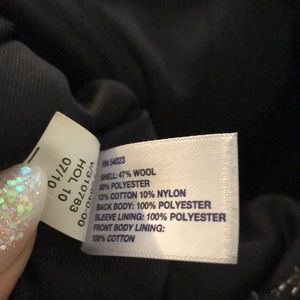 RN 54023
SHELL: 47% WOOL
30% POLYESTER
13% COTTON 10% NYLON
BACK BODY: 100% POLYESTER
SLEEVE LINING: 100% POLYESTER
FRONT BODY LINING:
100% COTTON
HOL 10
07/10